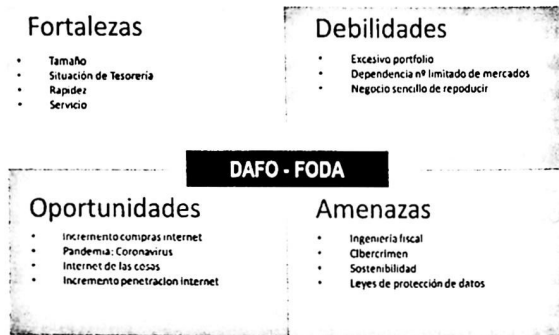 Fortalezas
Tamaño
Situación de Tesorería
Rapidez
Servicio
Debilidades
Excesivo portfolio
Dependencia nº limitado de mercados
Negocio sencillo de repoducir
DAFO - FODA
Oportunidades
Incremento compras internet
Pandemia: Coronavirus
Internet de las cosas
Incremento penetracion internet
Amenazas
Ingeniería fiscal
Cibercrimen
Sostenibilidad
Leyes de protección de datos